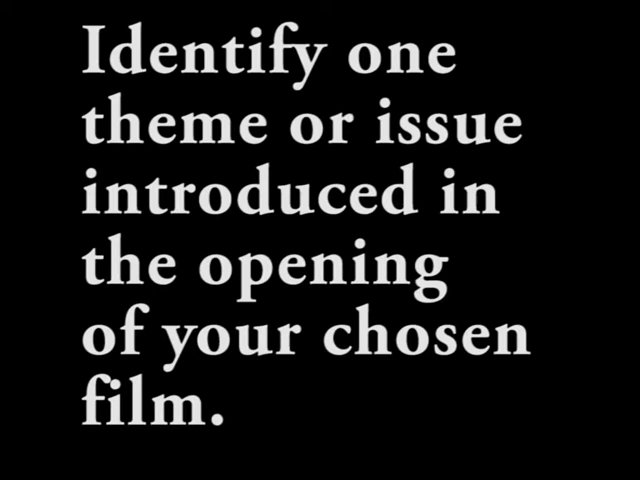 Identify one
theme or issue
introduced in
the opening
of your chosen
film.